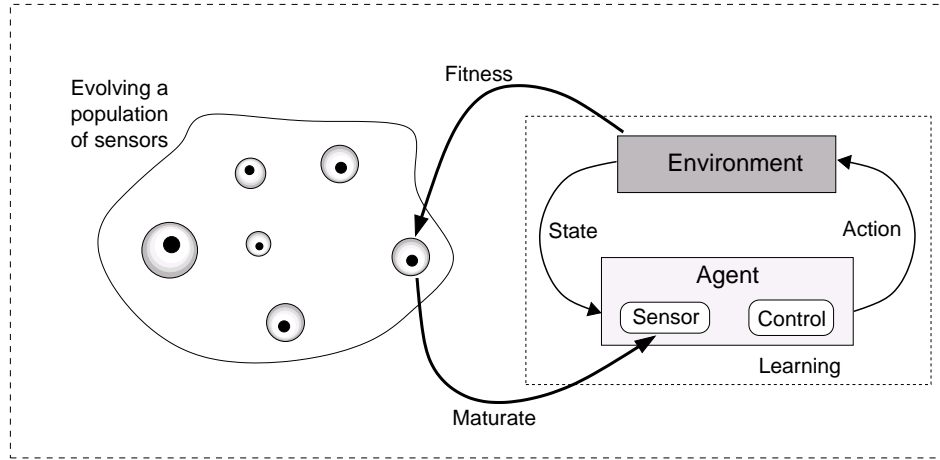 Evolving a
population
of sensors
Fitness
Environment
State
Action
Agent
Sensor
Control
Learning
Maturate